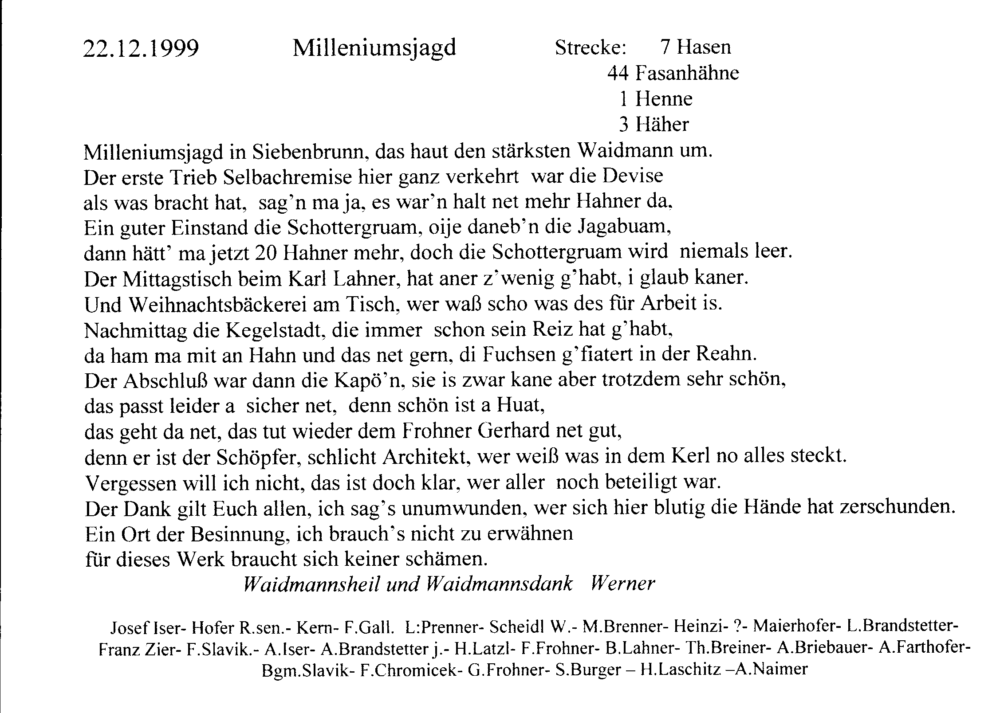 22.12.1999 Milleniumsjagd Strecke: 7 Hasen
44 Fasanhähne
1 Henne
3 Häher
Milleniumsjagd in Siebenbrunn, das haut den stärksten Waidmann um.
Der erste Trieb Selbachremise hier ganz verkehrt war die Devise
als was bracht hat, sag'n ma ja, es war'n halt net mehr Hahner da,
Ein guter Einstand die Schottergruam, oije daneb'n die Jagabuam,
dann hätt' ma jetzt 20 Hahner mehr, doch die Schottergruam wird niemals leer.
Der Mittagstisch beim Karl Lahner, hat aner z'wenig g'habt, i glaub kaner.
Und Weihnachtsbäckerei am Tisch, wer waß scho was des für Arbeit is.
Nachmittag die Kegelstadt, die immer schon sein Reiz hat g'habt,
da ham ma mit an Hahn und das net gern, di Fuchsen g'fiatert in der Reahn.
Der Abschluß war dann die Kapö'n, sie is zwar kane aber trotzdem sehr schön,
das passt leider a sicher net, denn schön ist a Huat,
das geht da net, das tut wieder dem Frohner Gerhard net gut,
denn er ist der Schöpfer, schlicht Architekt, wer weiß was in dem Kerl no alles steckt.
Vergessen will ich nicht, das ist doch klar, wer aller noch beteiligt war.
Der Dank gilt Euch allen, ich sag's unumwunden, wer sich hier blutig die Hände hat zerschunden.
Ein Ort der Besinnung, ich brauch's nicht zu erwähnen
für dieses Werk braucht sich keiner schämen.
Waidmannsheil und Waidmannsdank Werner
Josef Iser- Hofer R.sen.- Kern- F.Gall. L:Prenner- Scheidl W.- M.Brenner- Heinzi- ?- Maierhofer- L.Brandstetter-
Franz Zier- F.Slavik.- A.Iser- A.Brandstetter j.- H.Latzl- F.Frohner- B.Lahner- Th.Breiner- A.Briebauer- A.Farthofer-
Bgm.Slavik- F.Chromicek- G.Frohner- S.Burger – H.Laschitz –A.Naimer